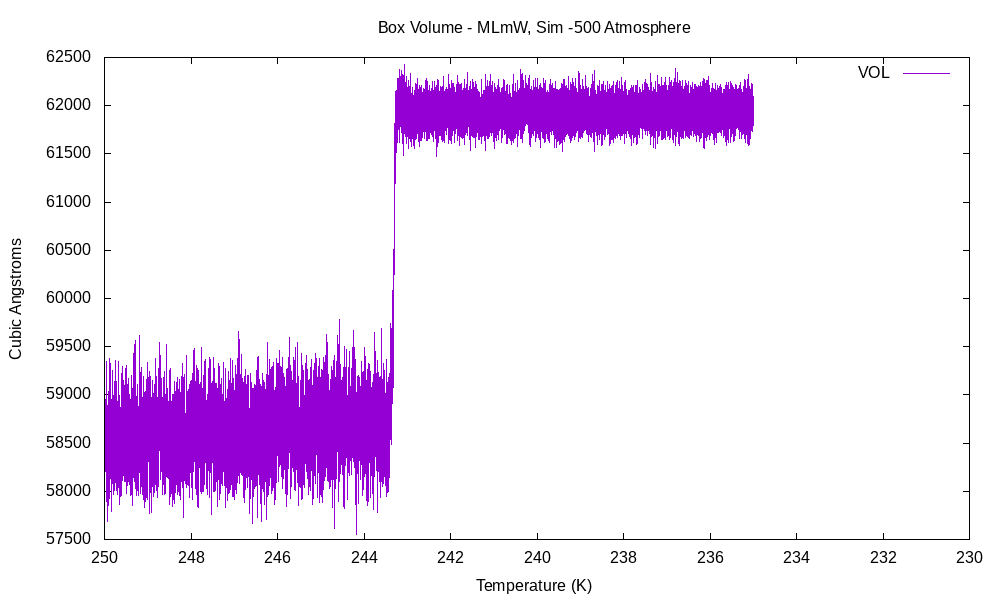 Box Volume - MLmW, Sim -500 Atmosphere
VOL
62500
62000
61500
61000
60500
60000
59500
59000
58500
58000
57500
Cubic Angstroms
250 248 246 244 242 240 238 236 234 232 230
Temperature (K)